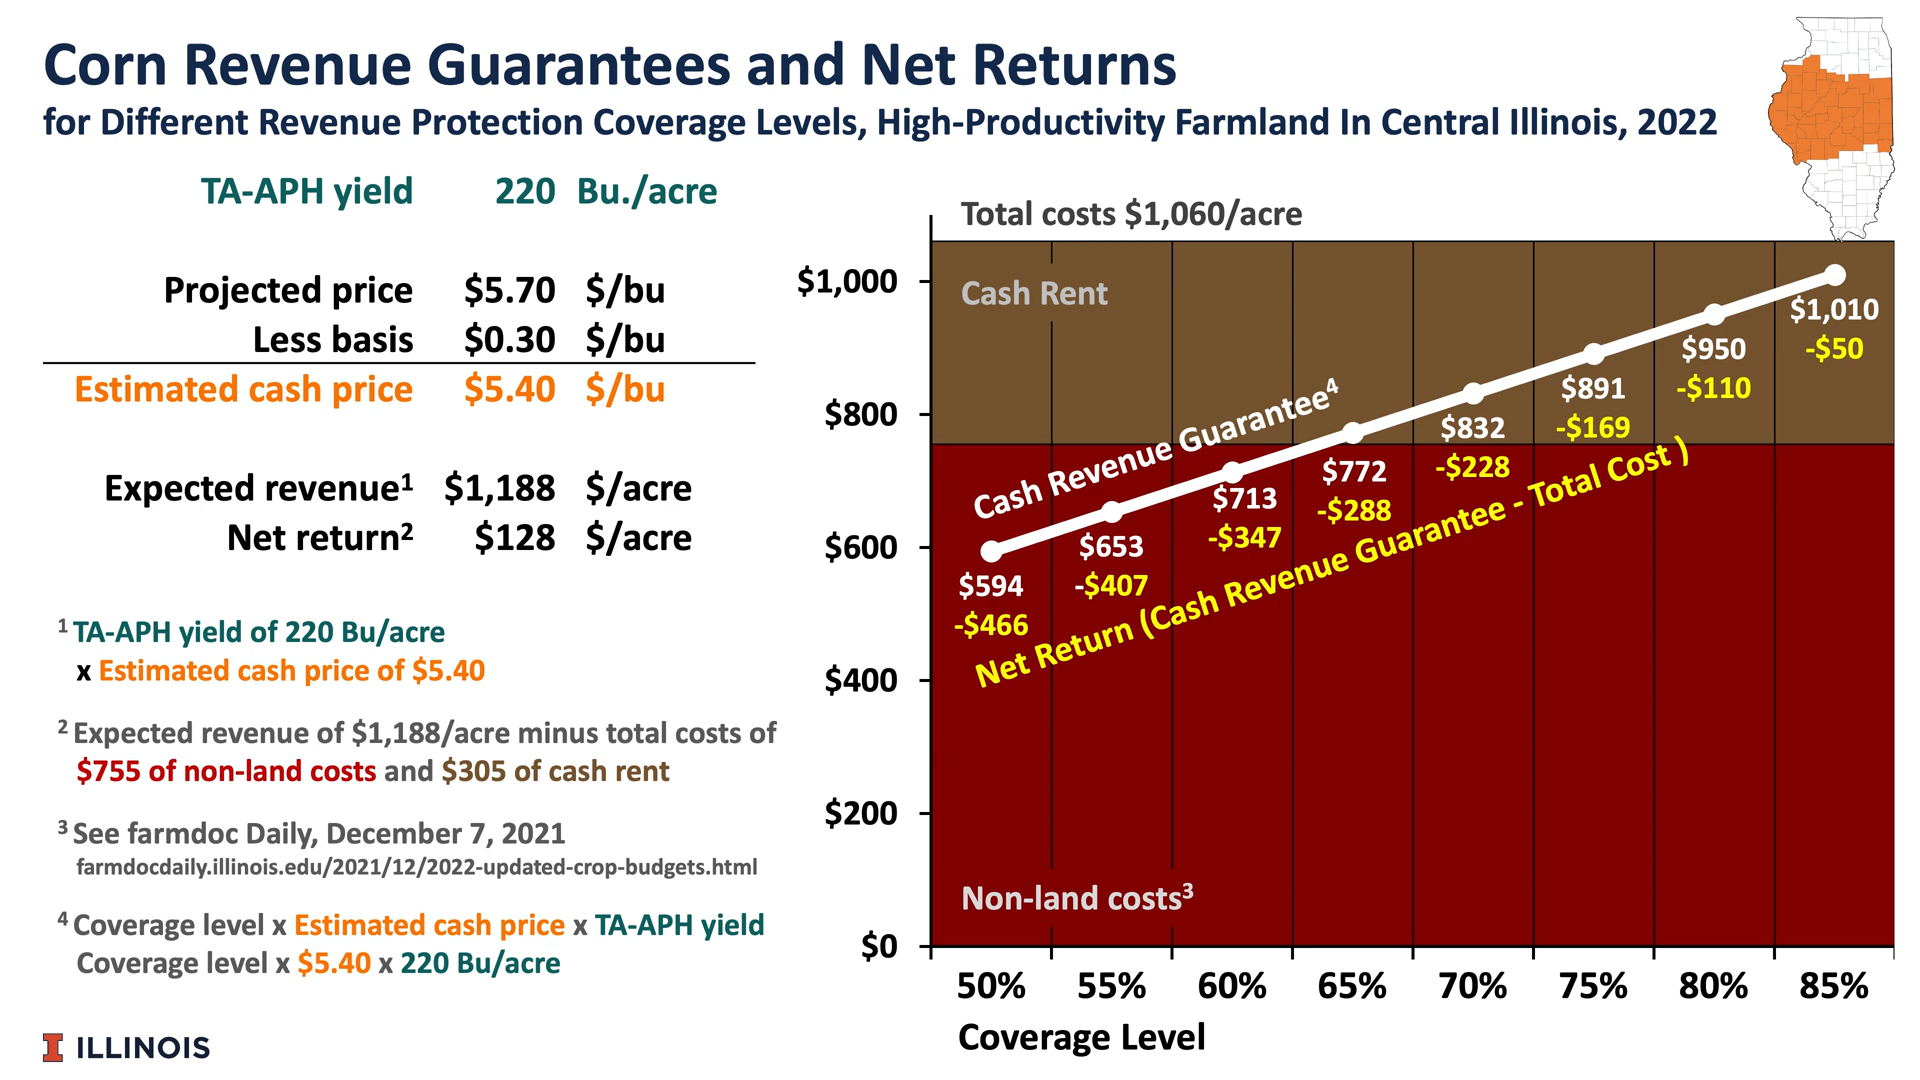 Corn Revenue Guarantees and Net Returns
for Different Revenue Protection Coverage Levels, High-Productivity Farmland In Central Illinois, 2022
TA-APH yield 220 Bu./acre
Projected price $5.70 $/bu
Less basis $0.30 $/bu
Estimated cash price $5.40 $/bu
Expected revenue¹ $1,188 $/acre
Net return² $128 $/acre
¹ TA-APH yield of 220 Bu/acre
x Estimated cash price of $5.40
² Expected revenue of $1,188/acre minus total costs of
$755 of non-land costs and $305 of cash rent
³ See farmdoc Daily, December 7, 2021
farmdocdaily.illinois.edu/2021/12/2022-updated-crop-budgets.html
⁴ Coverage level x Estimated cash price x TA-APH yield
Coverage level x $5.40 x 220 Bu/acre
I ILLINOIS
Total costs $1,060/acre
Cash Rent
Cash Revenue Guarantee⁴
Net Return (Cash Revenue Guarantee - Total Cost )
Non-land costs³
$1,000
$800
$600
$400
$200
$0
$594
-$466
$653
-$407
$713
-$347
$772
-$288
$832
-$228
$891
-$169
$950
-$110
$1,010
-$50
50% 55% 60% 65% 70% 75% 80% 85%
Coverage Level